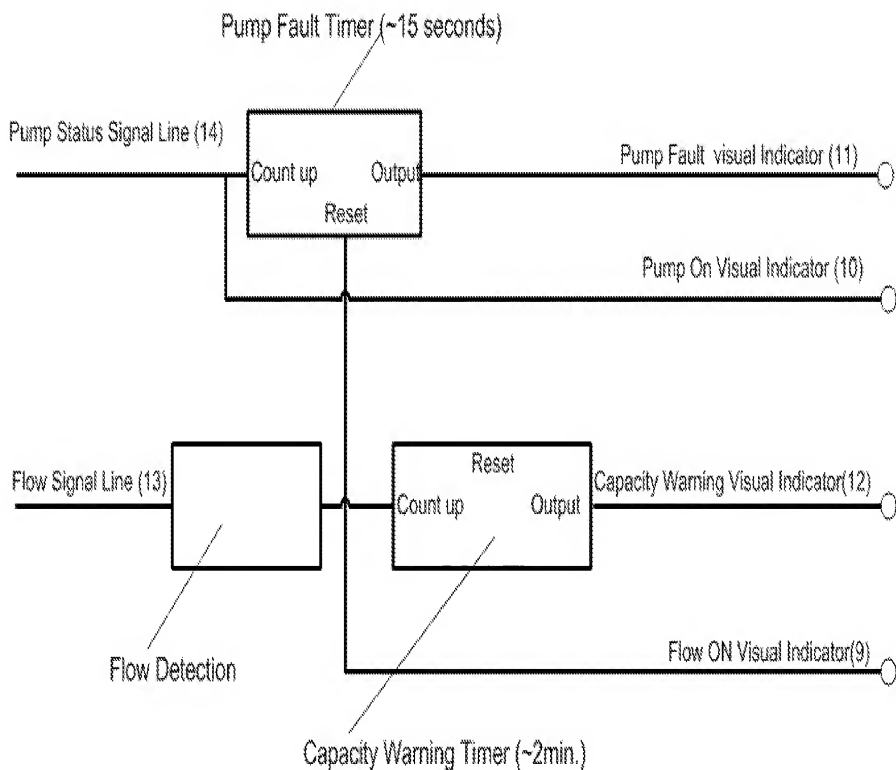 Pump Fault Timer (~15 seconds)
Pump Status Signal Line (14)
Pump Fault visual Indicator (11)
Count up
Output
Reset
Pump On Visual Indicator (10)
Flow Signal Line (13)
Reset
Capacity Warning Visual Indicator(12)
Count up
Output
Flow Detection
Flow ON Visual Indicator(9)
Capacity Warning Timer (~2min.)